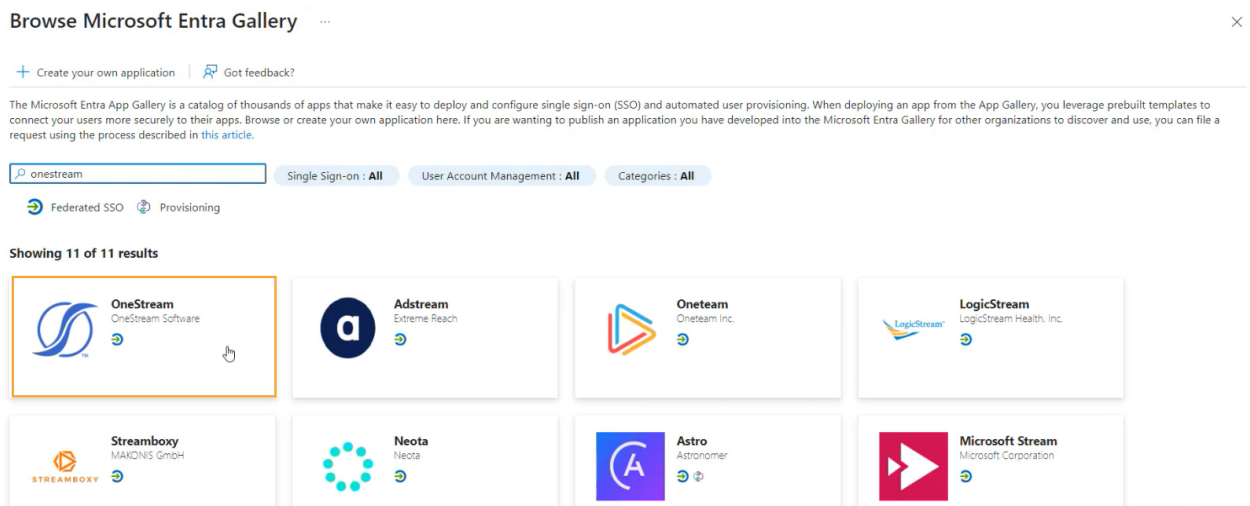 Browse Microsoft Entra Gallery ...
Create your own application
Got feedback?
The Microsoft Entra App Gallery is a catalog of thousands of apps that make it easy to deploy and configure single sign-on (SSO) and automated user provisioning. When deploying an app from the App Gallery, you leverage prebuilt templates to
connect your users more securely to their apps. Browse or create your own application here. If you are wanting to publish an application you have developed into the Microsoft Entra Gallery for other organizations to discover and use, you can file a
request using the process described in this article.
onestream
Single Sign-on : All
User Account Management : All
Categories : All
Federated SSO
Provisioning
Showing 11 of 11 results
OneStream
OneStream Software
TM
Adstream
Extreme Reach
a
Oneteam
Oneteam Inc.
LogicStream
LogicStream Health, Inc.
LogicStream™
Streamboxy
MAKONIS GmbH
STREAMBOXY
Neota
Neota
Astro
Astronomer
A
Microsoft Stream
Microsoft Corporation